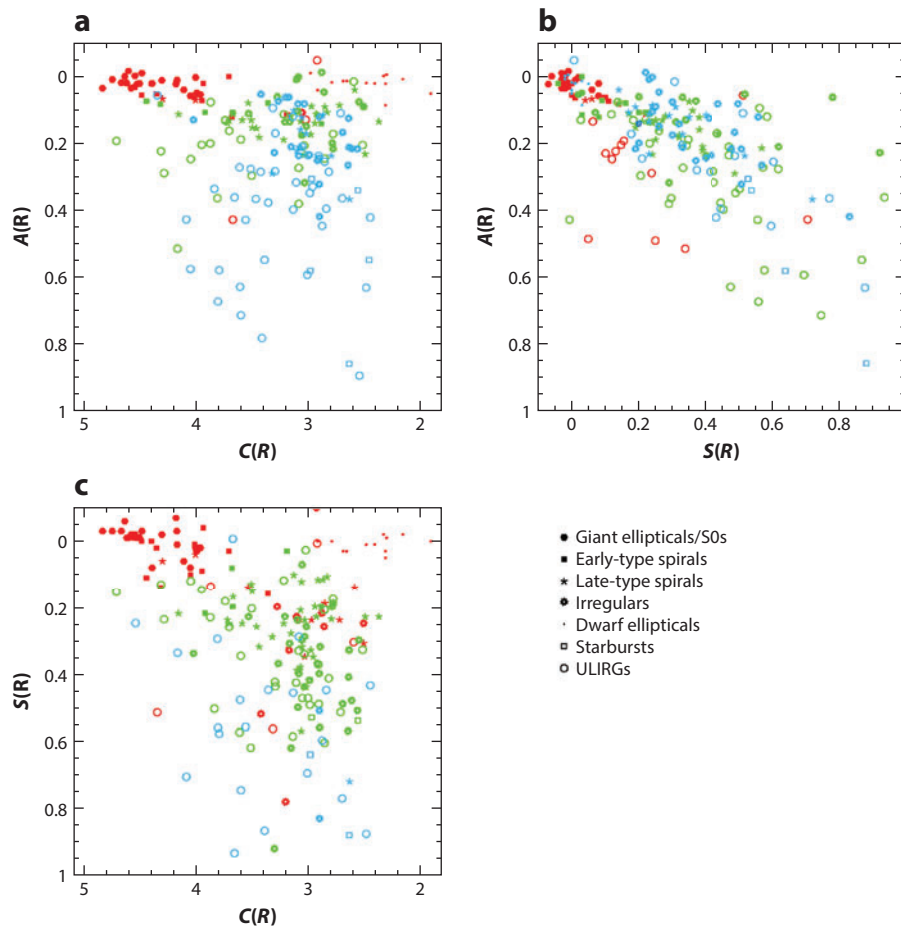 a
0
0.2
0.4
0.6
0.8
1
A(R)
5
4
3
2
C(R)
b
0
0.2
0.4
0.6
0.8
1
A(R)
0
0.2
0.4
0.6
0.8
S(R)
c
0
0.2
0.4
0.6
0.8
1
S(R)
5
4
3
2
C(R)
Giant ellipticals/S0s
Early-type spirals
Late-type spirals
Irregulars
Dwarf ellipticals
Starbursts
ULIRGs